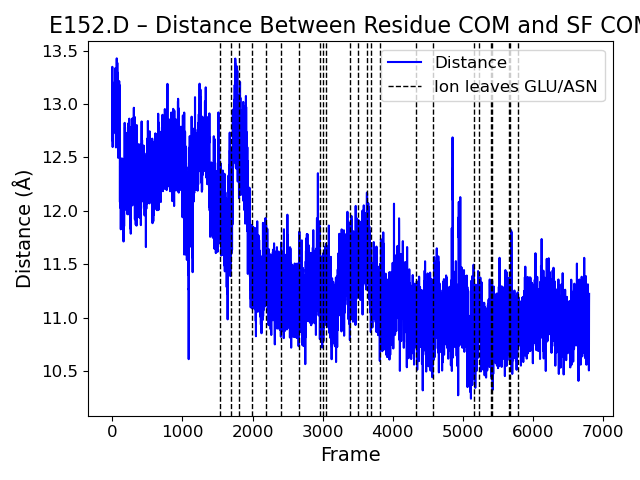 E152.D – Distance Between Residue COM and SF COM
Distance
Ion leaves GLU/ASN
13.5
13.0
12.5
12.0
11.5
11.0
10.5
Distance (Å)
0 1000 2000 3000 4000 5000 6000 7000
Frame